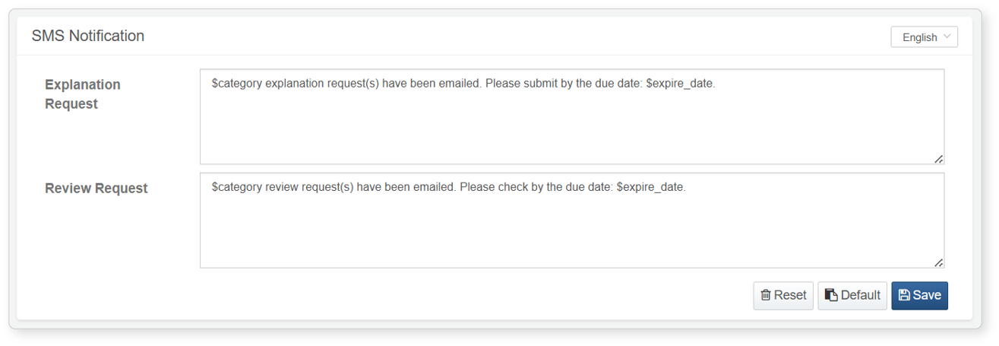 SMS Notification
English
Explanation
Request
$category explanation request(s) have been emailed. Please submit by the due date: $expire_date.
Review Request
$category review request(s) have been emailed. Please check by the due date: $expire_date.
Reset
Default
Save